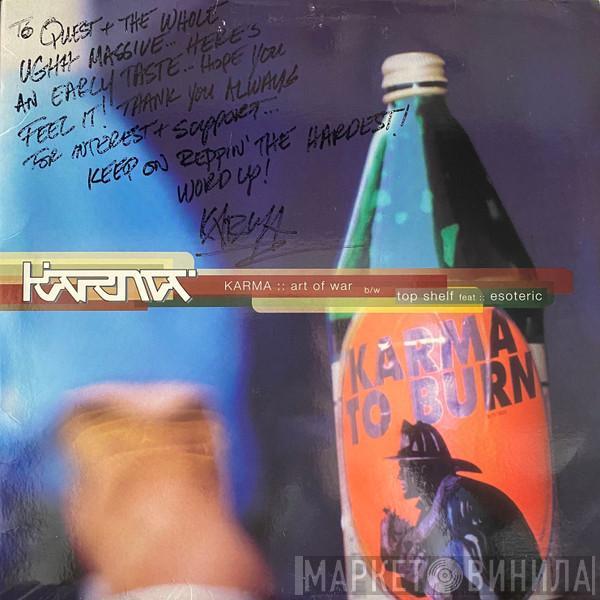 To QUEST + THE WHOLE
UGHH MASSIVE... HERE'S
AN EARLY TASTE... HOPE YOU
FEEL IT! THANK YOU ALWAYS
FOR INTEREST + SUPPORT...
KEEP ON REPPIN' THE HARDEST!
WORD UP!
KARMA
KARMA :: art of war b/w top shelf feat :: esoteric
KARMA
TO BURN
МАРКЕТ ВИНИЛА